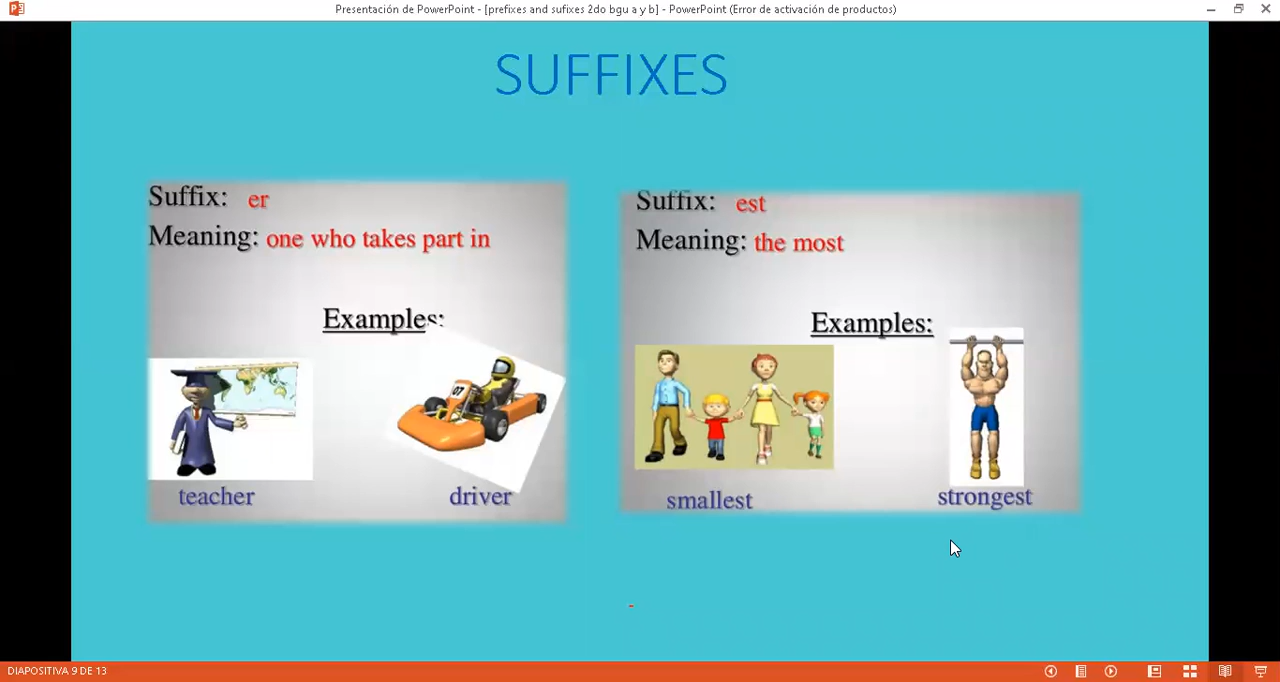 Presentación de PowerPoint - [prefixes and sufixes 2do bgu a y b] - PowerPoint (Error de activación de productos)
SUFFIXES
Suffix: er
Meaning: one who takes part in
Examples:
teacher
driver
Suffix: est
Meaning: the most
Examples:
smallest
strongest
DIAPOSITIVA 9 DE 13